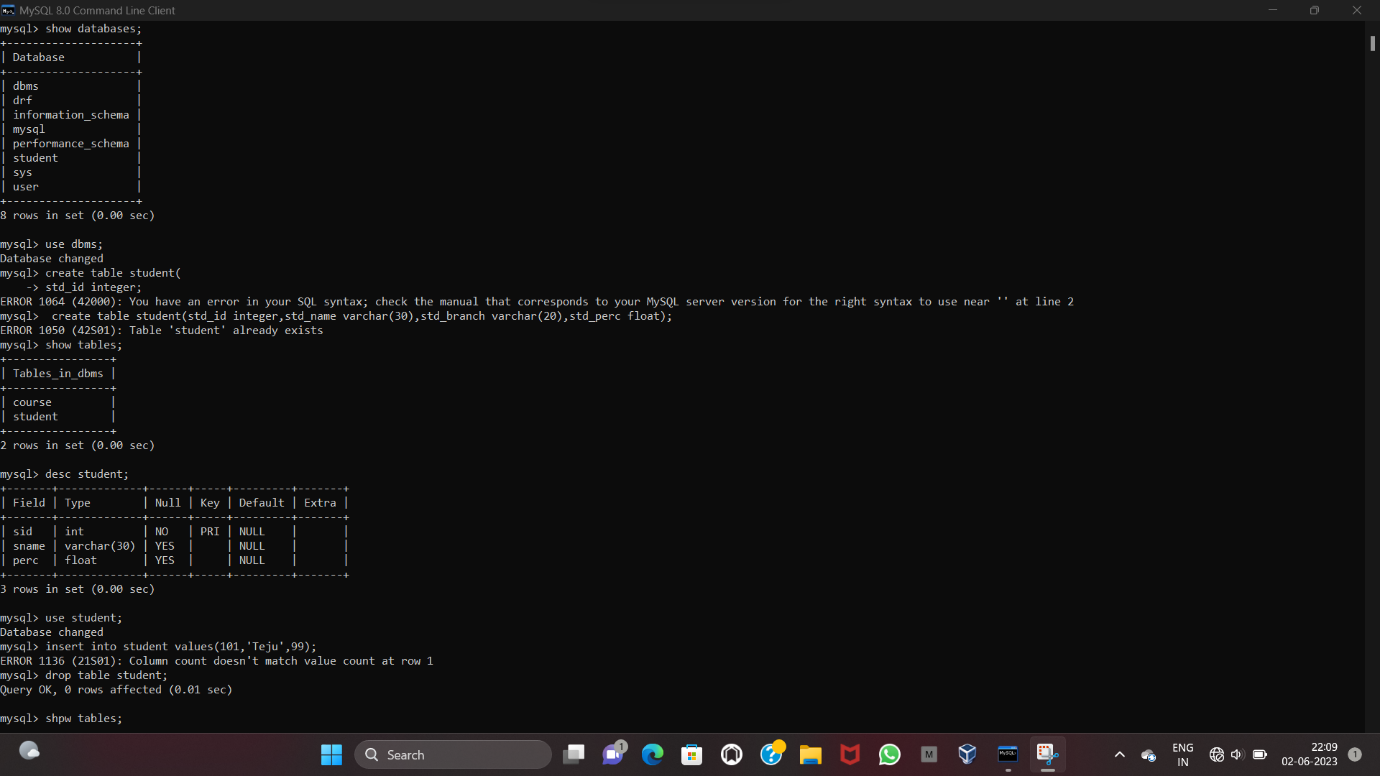 MySQL 8.0 Command Line Client
mysql> show databases;
+--------------------+
| Database           |
+--------------------+
| dbms               |
| drf                |
| information_schema |
| mysql              |
| performance_schema |
| student            |
| sys                |
| user               |
+--------------------+
8 rows in set (0.00 sec)
mysql> use dbms;
Database changed
mysql> create table student(
    -> std_id integer;
ERROR 1064 (42000): You have an error in your SQL syntax; check the manual that corresponds to your MySQL server version for the right syntax to use near '' at line 2
mysql>  create table student(std_id integer,std_name varchar(30),std_branch varchar(20),std_perc float);
ERROR 1050 (42S01): Table 'student' already exists
mysql> show tables;
+----------------+
| Tables_in_dbms |
+----------------+
| course         |
| student        |
+----------------+
2 rows in set (0.00 sec)
mysql> desc student;
+-------+-------------+------+-----+---------+-------+
| Field | Type        | Null | Key | Default | Extra |
+-------+-------------+------+-----+---------+-------+
| sid   | int         | NO   | PRI | NULL    |       |
| sname | varchar(30) | YES  |     | NULL    |       |
| perc  | float       | YES  |     | NULL    |       |
+-------+-------------+------+-----+---------+-------+
3 rows in set (0.00 sec)
mysql> use student;
Database changed
mysql> insert into student values(101,'Teju',99);
ERROR 1136 (21S01): Column count doesn't match value count at row 1
mysql> drop table student;
Query OK, 0 rows affected (0.01 sec)
mysql> shpw tables;
Search
1
M
ENG
IN
22:09
02-06-2023
1